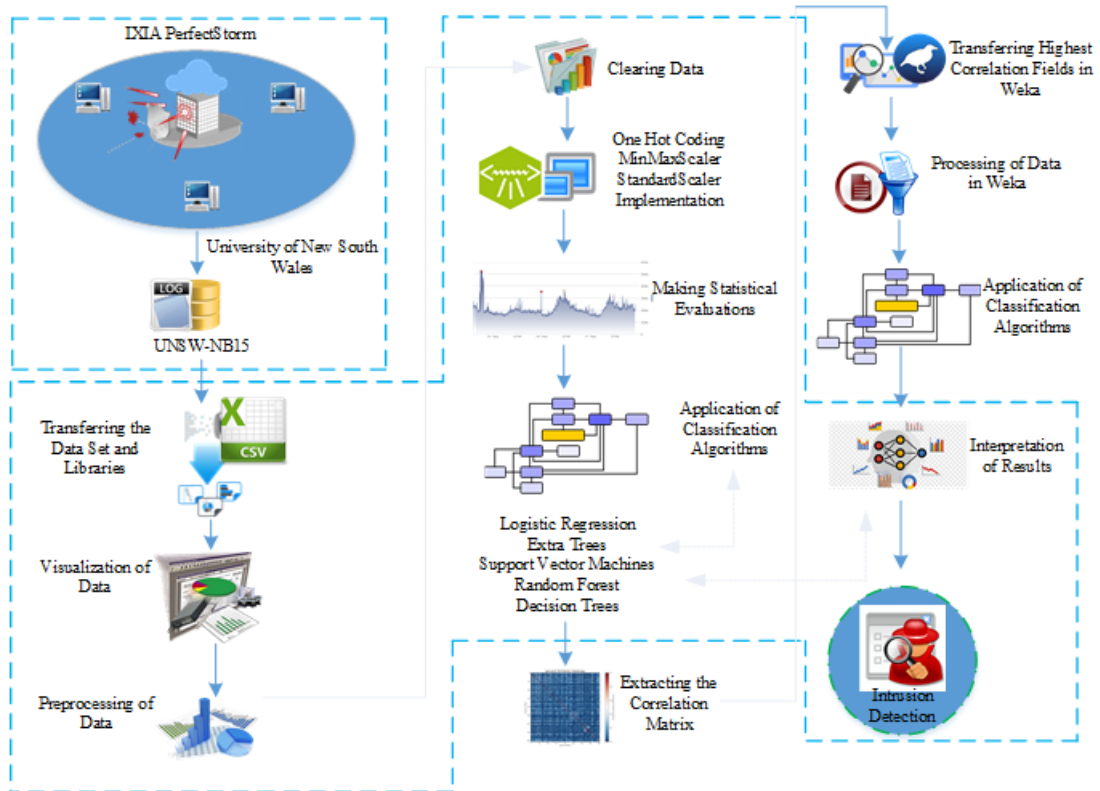 IXIA PerfectStorm
University of New South
Wales
LOG
UNSW-NB15
Transferring the
Data Set and
Libraries
X
CSV
Visualization of
Data
Preprocessing of
Data
Clearing Data
One Hot Coding
MinMaxScaler
StandardScaler
Implementation
Making Statistical
Evaluations
Application of
Classification
Algorithms
Logistic Regression
Extra Trees
Support Vector Machines
Random Forest
Decision Trees
Extracting the
Correlation
Matrix
Transferring Highest
Correlation Fields in
Weka
Processing of Data
in Weka
Application of
Classification
Algorithms
Interpretation
of Results
Intrusion
Detection